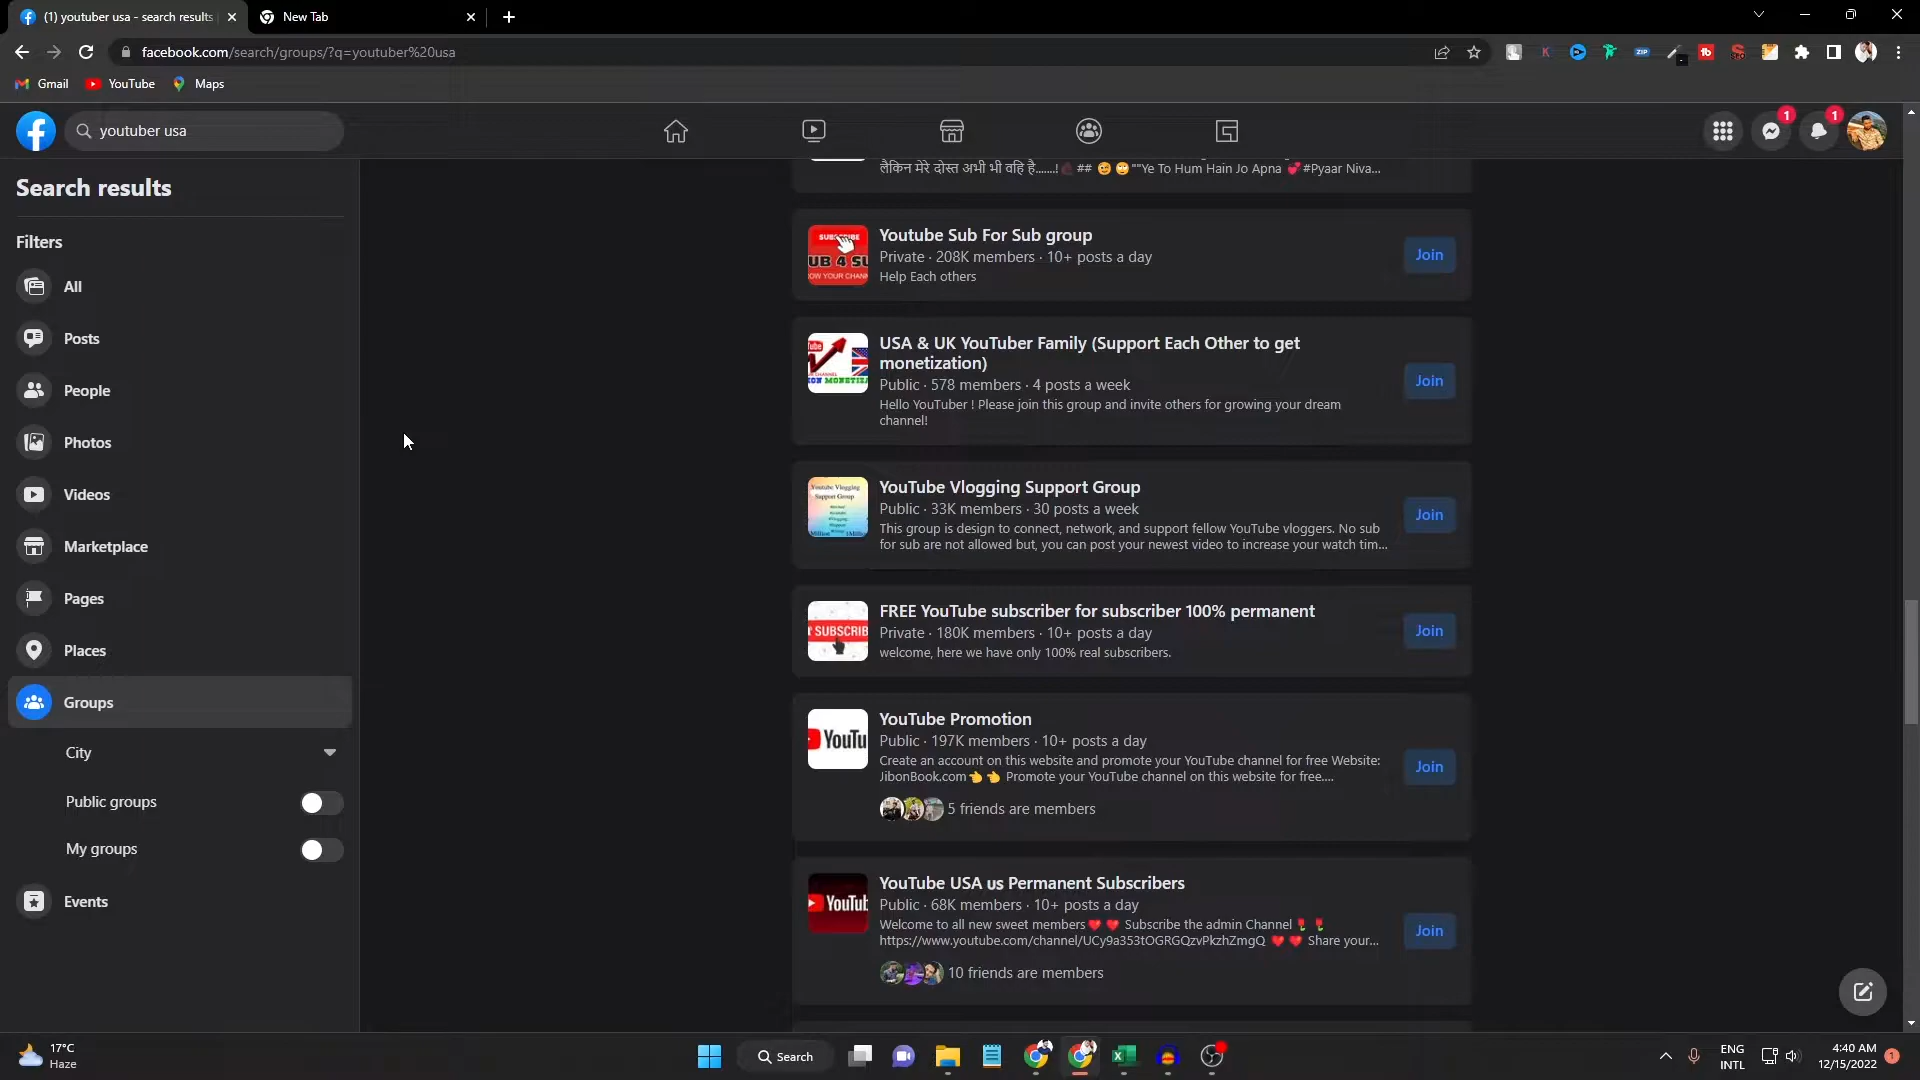 (1) youtuber usa - search results
New Tab
facebook.com/search/groups/?q=youtuber%20usa
Gmail
YouTube
Maps
youtuber usa
1
1
Search results
Filters
All
Posts
People
Photos
Videos
Marketplace
Pages
Places
Groups
City
Public groups
My groups
Events
लेकिन मेरे दोस्त अभी भी वहि है.......! ## 😊 🙄 ""Ye To Hum Hain Jo Apna 💞 #Pyaar Niva...
Youtube Sub For Sub group
Private · 208K members · 10+ posts a day
Help Each others
Join
USA & UK YouTuber Family (Support Each Other to get
monetization)
Public · 578 members · 4 posts a week
Hello YouTuber ! Please join this group and invite others for growing your dream
channel!
Join
YouTube Vlogging Support Group
Public · 33K members · 30 posts a week
This group is design to connect, network, and support fellow YouTube vloggers. No sub
for sub are not allowed but, you can post your newest video to increase your watch tim...
Join
Youtube Vlogging
Support Group
FREE YouTube subscriber for subscriber 100% permanent
Private · 180K members · 10+ posts a day
welcome, here we have only 100% real subscribers.
Join
SUBSCRIB
YouTube Promotion
Public · 197K members · 10+ posts a day
Create an account on this website and promote your YouTube channel for free Website:
JibonBook.com👈 👈 Promote your YouTube channel on this website for free....
5 friends are members
Join
YouTu
YouTube USA us Permanent Subscribers
Public · 68K members · 10+ posts a day
Welcome to all new sweet members❤️ ❤️ Subscribe the admin Channel🌹 🌹
https://www.youtube.com/channel/UCy9a353tOGRGQzvPkzhZmgQ ❤️ ❤️ Share your...
10 friends are members
Join
YouTub
17°C
Haze
Search
ENG
INTL
4:40 AM
12/15/2022
1